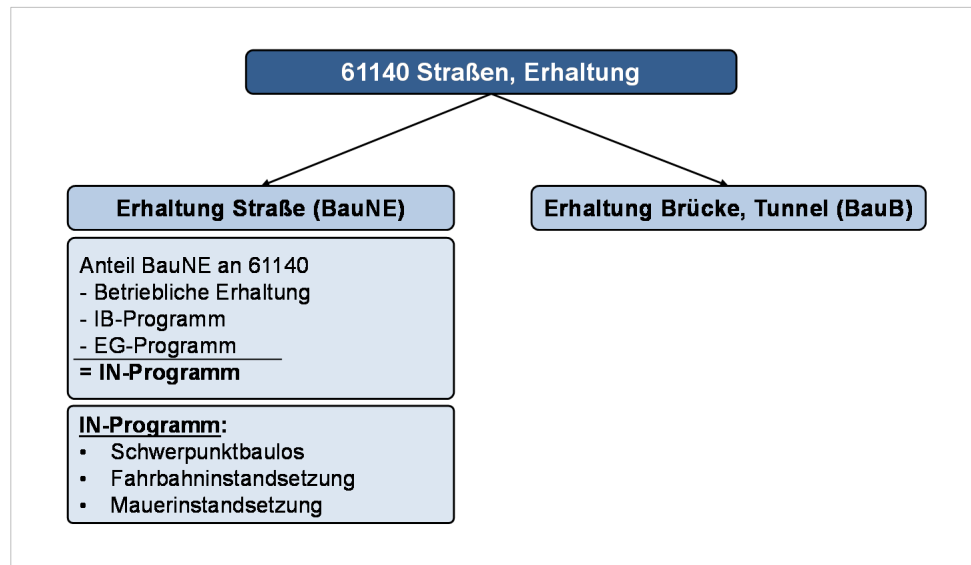 61140 Straßen, Erhaltung
Erhaltung Straße (BauNE)
Erhaltung Brücke, Tunnel (BauB)
Anteil BauNE an 61140
- Betriebliche Erhaltung
- IB-Programm
- EG-Programm
= IN-Programm
IN-Programm:
• Schwerpunktbaulos
• Fahrbahninstandsetzung
• Mauerinstandsetzung